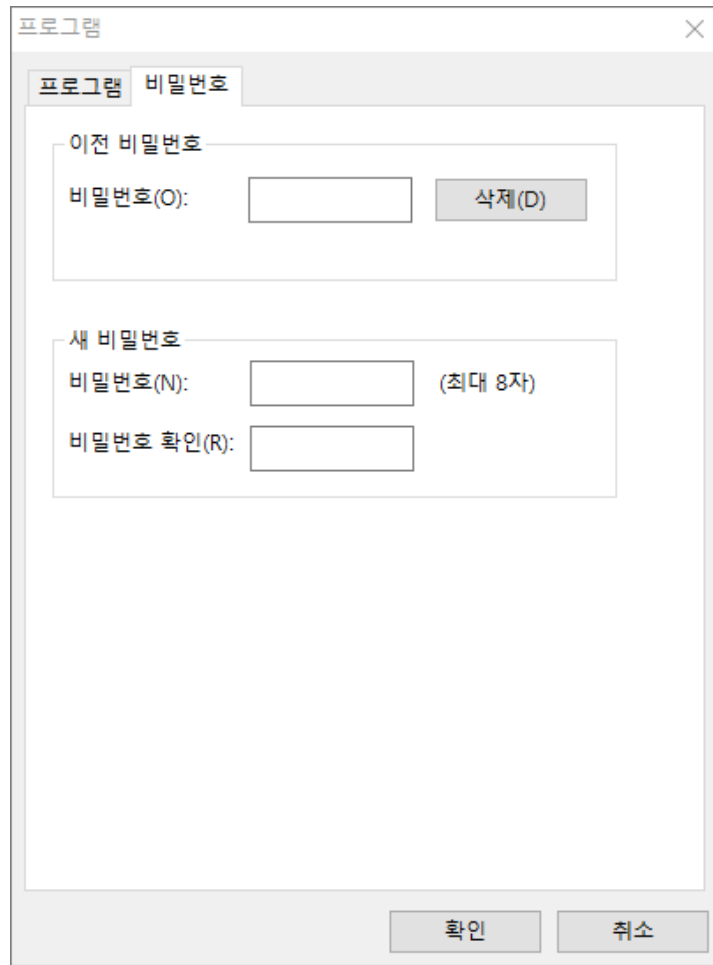 프로그램
프로그램 비밀번호
이전 비밀번호
비밀번호(O): 삭제(D)
새 비밀번호
비밀번호(N): (최대 8자)
비밀번호 확인(R):
확인 취소